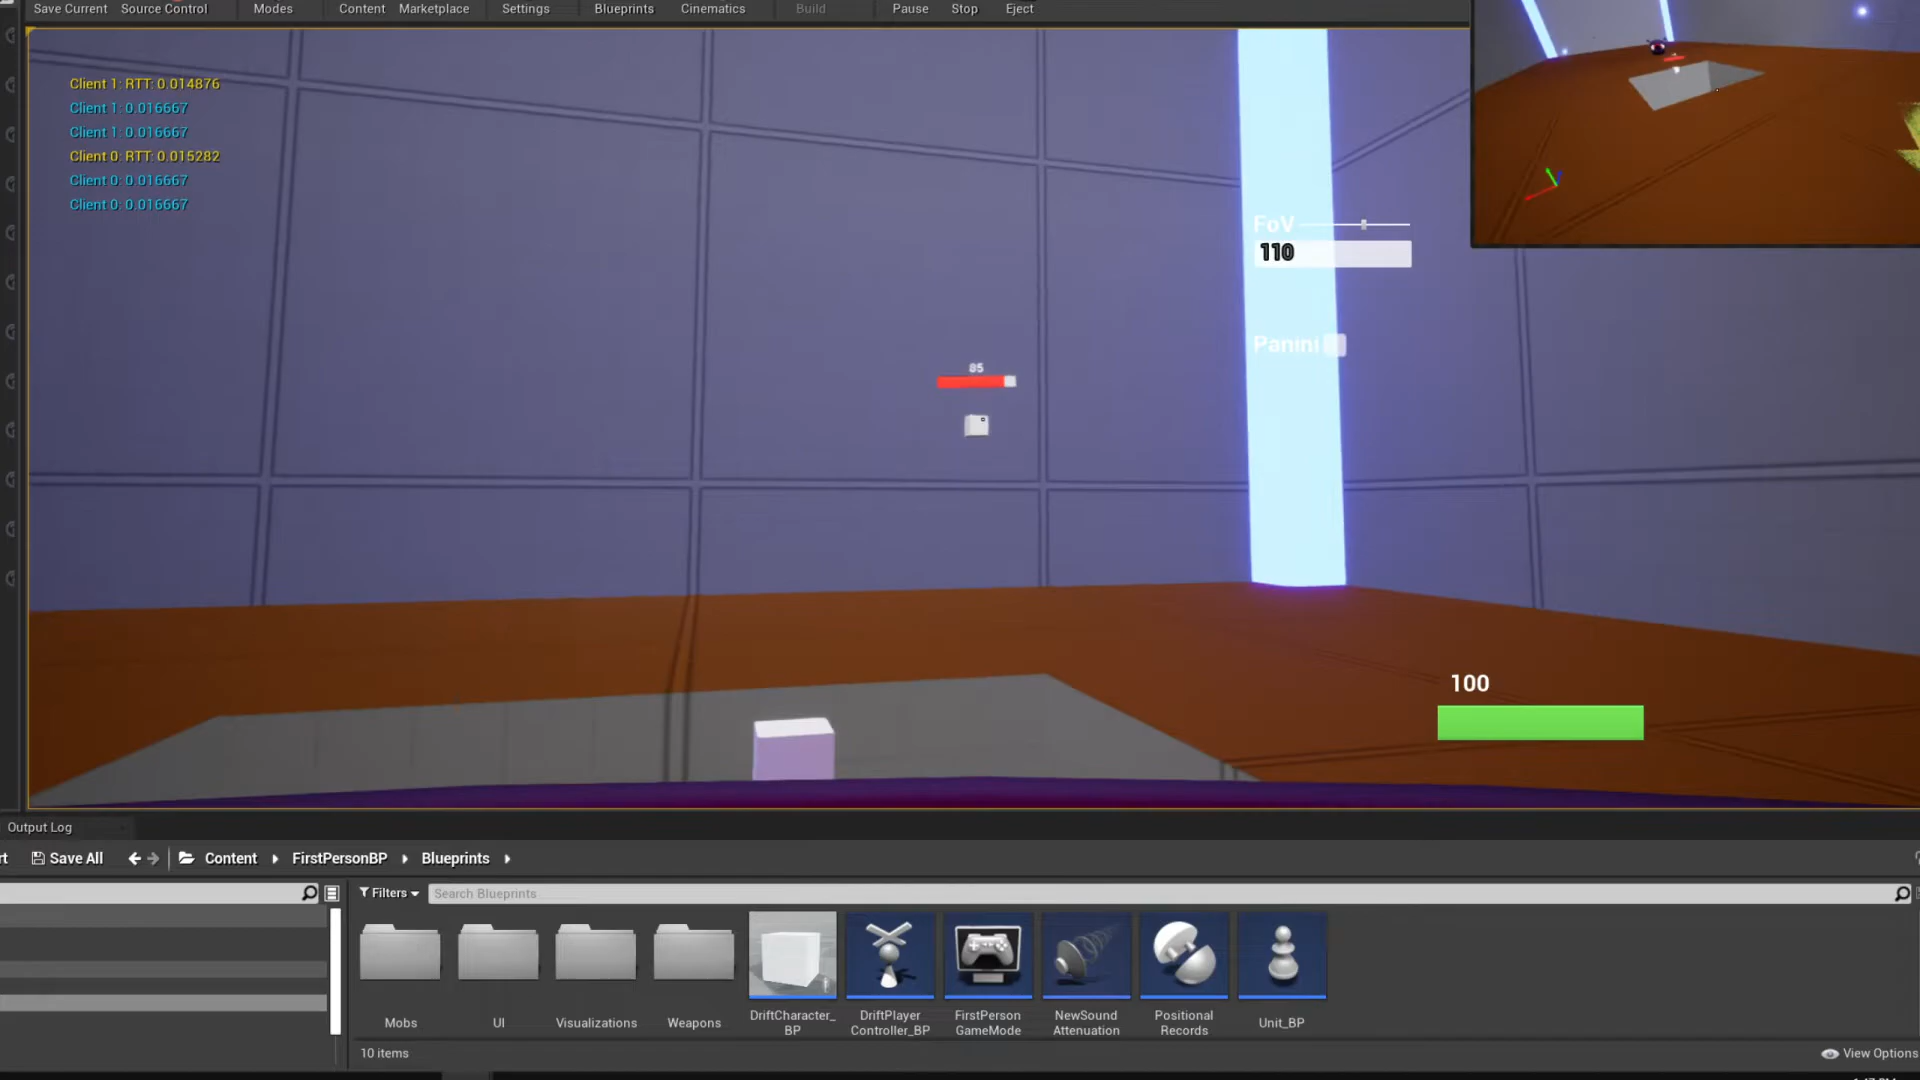 Save Current Source Control Modes Content Marketplace Settings Blueprints Cinematics Build Pause Stop Eject
Client 1: RTT: 0.014876
Client 1: 0.016667
Client 1: 0.016667
Client 0: RTT: 0.015282
Client 0: 0.016667
Client 0: 0.016667
FoV
110
Panini
85
100
Output Log
Save All Content FirstPersonBP Blueprints
Filters Search Blueprints
Mobs
UI
Visualizations
Weapons
DriftCharacter_
BP
DriftPlayer
Controller_BP
FirstPerson
GameMode
NewSound
Attenuation
Positional
Records
Unit_BP
10 items
View Options